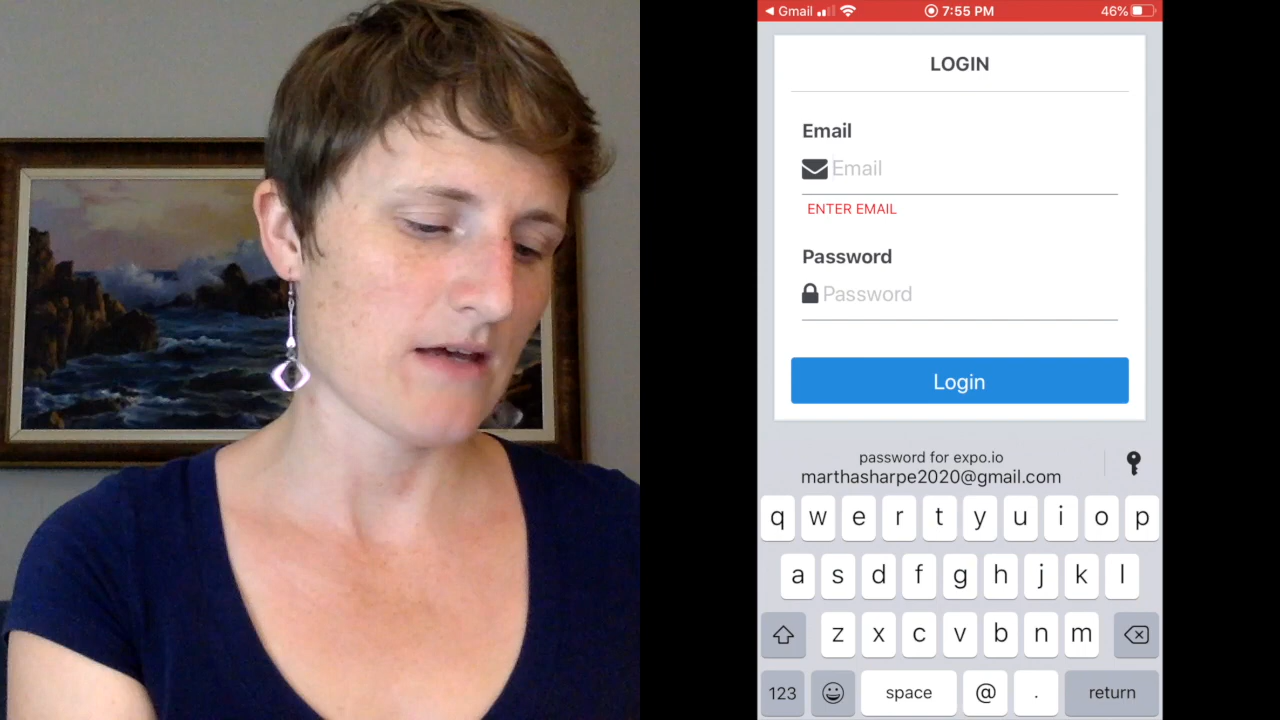 Gmail 7:55 PM 46%
LOGIN
Email
Email
ENTER EMAIL
Password
Password
Login
password for expo.io
marthasharpe2020@gmail.com
q w e r t y u i o p
a s d f g h j k l
z x c v b n m
123 space @ . return